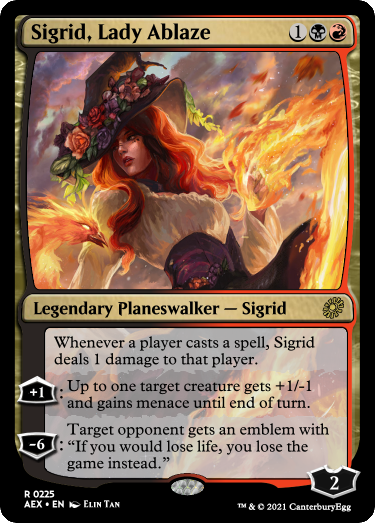 Sigrid, Lady Ablaze 1
Legendary Planeswalker — Sigrid
Whenever a player casts a spell, Sigrid
deals 1 damage to that player.
+1: Up to one target creature gets +1/-1
and gains menace until end of turn.
-6: Target opponent gets an emblem with
“If you would lose life, you lose the
game instead.”
2
R 0225
AEX • EN ELIN TAN
™ & © 2021 CanterburyEgg